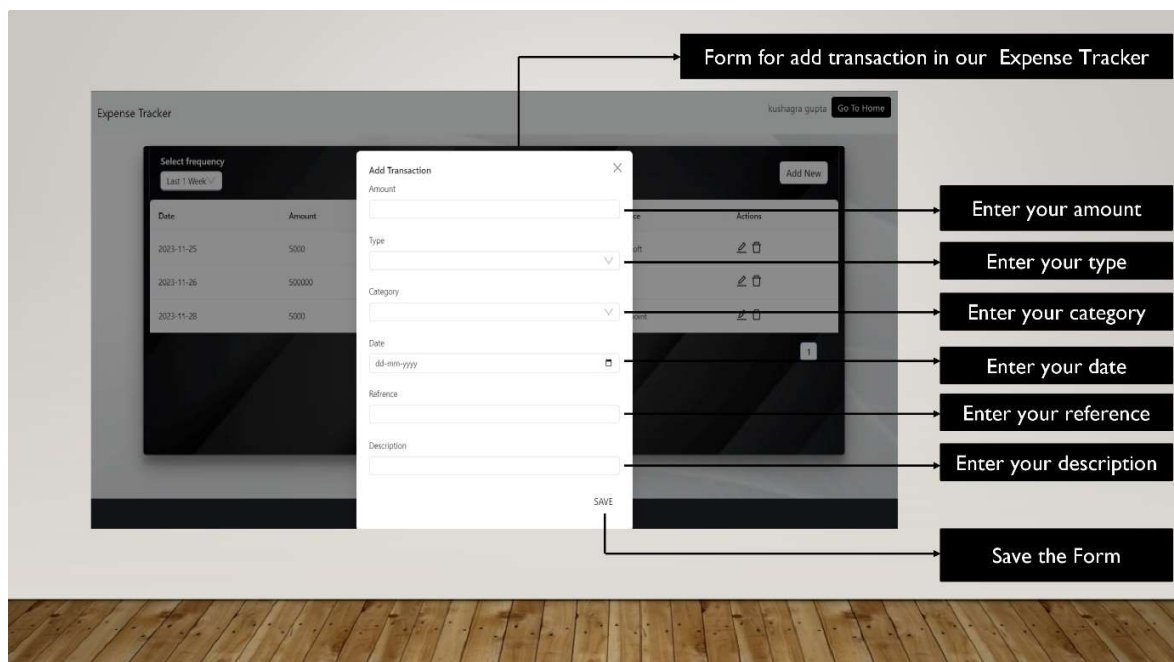 Form for add transaction in our Expense Tracker
Expense Tracker
kushagra gupta
Go To Home
Select frequency
Last 1 Week
Add New
Add Transaction
Amount
Type
Category
Date
dd-mm-yyyy
Refrence
Description
SAVE
Date Amount Actions
2023-11-25 5000
2023-11-26 500000
2023-11-28 5000
1
Enter your amount
Enter your type
Enter your category
Enter your date
Enter your reference
Enter your description
Save the Form